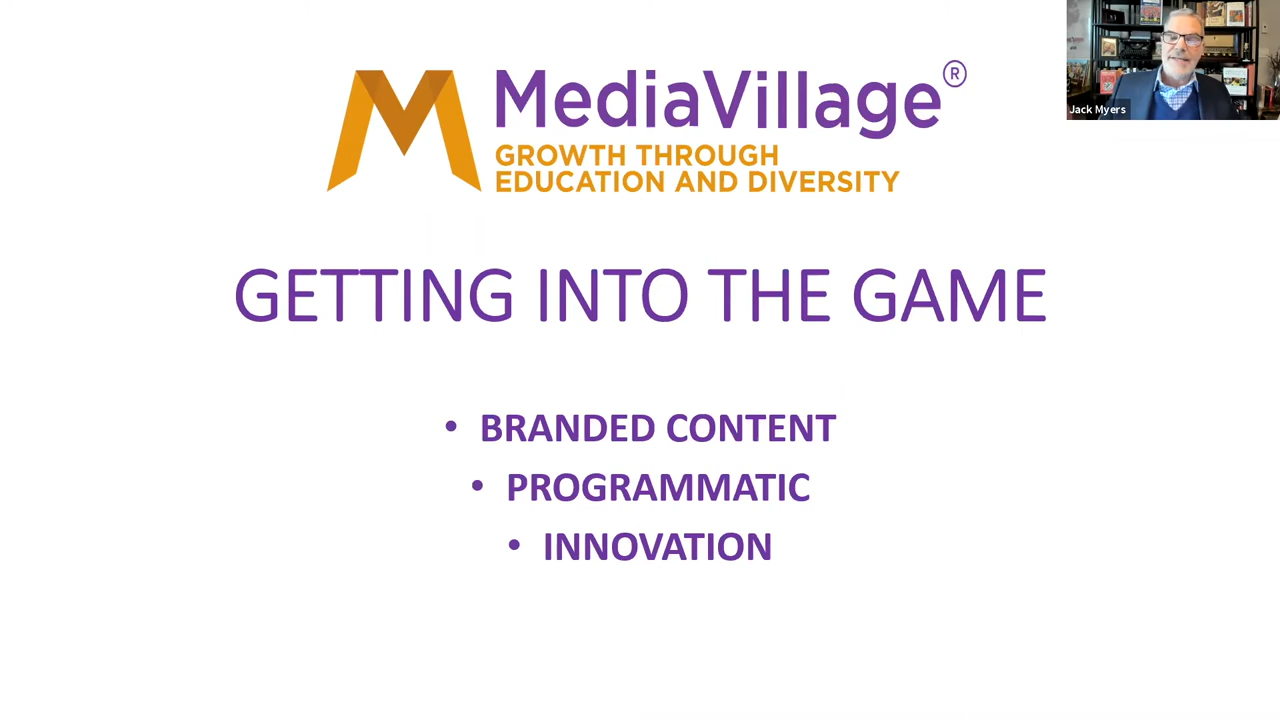 MediaVillage®
GROWTH THROUGH
EDUCATION AND DIVERSITY
Jack Myers
GETTING INTO THE GAME
• BRANDED CONTENT
• PROGRAMMATIC
• INNOVATION